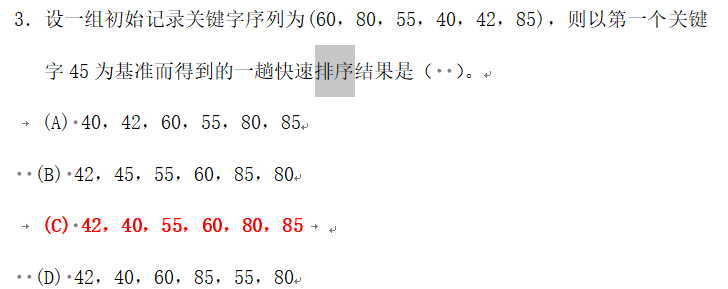 3．设一组初始记录关键字序列为(60，80，55，40，42，85)，则以第一个关键
字 45 为基准而得到的一趟快速排序结果是（··）。
(A)·40，42，60，55，80，85
··(B)·42，45，55，60，85，80
(C)·42，40，55，60，80，85
··(D)·42，40，60，85，55，80